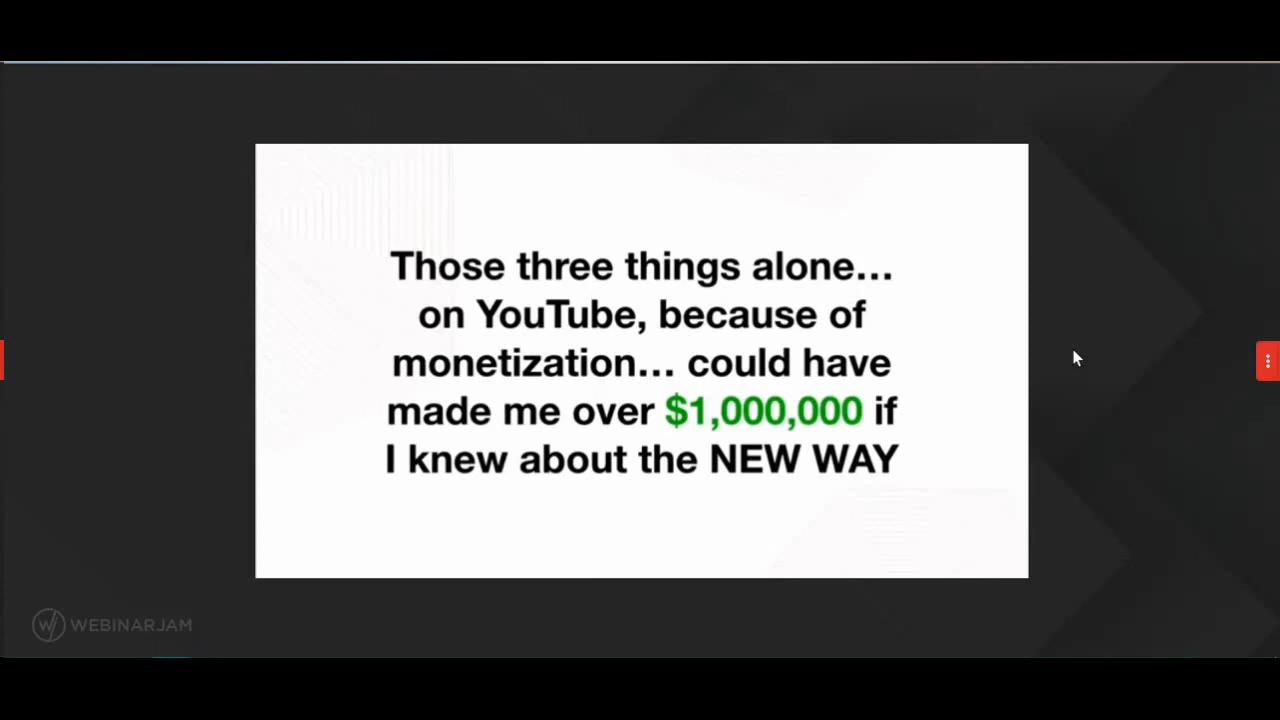 Those three things alone...
on YouTube, because of
monetization... could have
made me over $1,000,000 if
I knew about the NEW WAY
WEBINARJAM